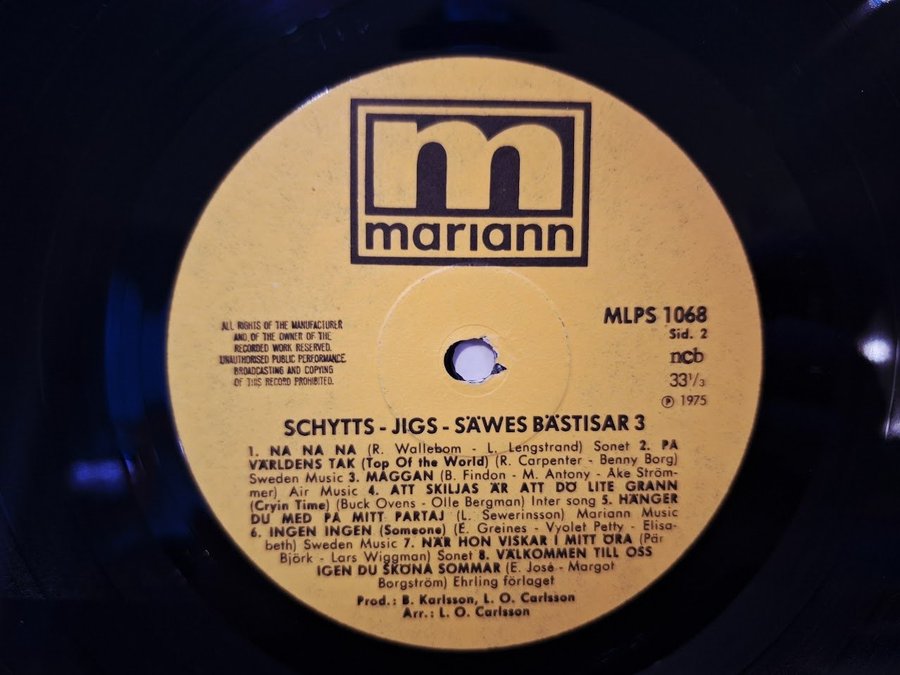 m
mariann
ALL RIGHTS OF THE MANUFACTURER
AND OF THE OWNER OF THE
RECORDED WORK RESERVED.
UNAUTHORISED PUBLIC PERFORMANCE
BROADCASTING AND COPYING
OF THIS RECORD PROHIBITED.
MLPS 1068
Sid. 2
ncb
33 1/3
Ⓟ 1975
SCHYTTS - JIGS - SÄWES BÄSTISAR 3
1. NA NA NA (R. Wallebom - L. Lengstrand) Sonet 2. PÅ
VÄRLDENS TAK (Top Of the World) (R. Carpenter - Benny Borg)
Sweden Music 3. MAGGAN (B. Findon - M. Antony - Åke Ström-
mer) Air Music 4. ATT SKILJAS ÄR ATT DÖ LITE GRANN
(Cryin Time) (Buck Ovens - Olle Bergman) Inter song 5. HÄNGER
DU MED PÅ MITT PARTAJ (L. Sewerinsson) Mariann Music
6. INGEN INGEN (Someone) (E. Greines - Vyolet Petty - Elisa-
beth) Sweden Music 7. NÄR HON VISKAR I MITT ÖRA (Pär
Björk - Lars Wiggman) Sonet 8. VÄLKOMMEN TILL OSS
IGEN DU SKÖNA SOMMAR (E. José - Margot
Borgström) Ehrling förlaget
Prod.: B. Karlsson, L. O. Carlsson
Arr.: L. O. Carlsson